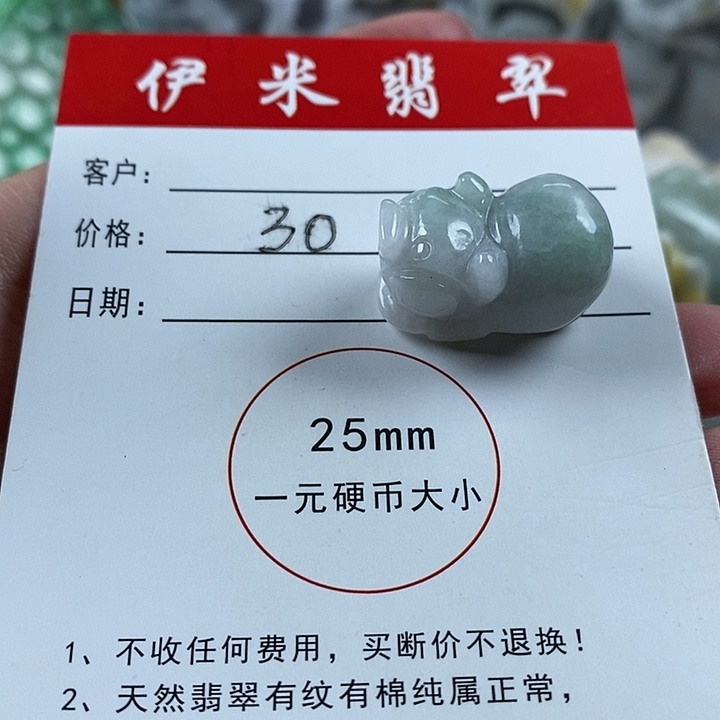 伊米翡翠
客户：
价格： 30
日期：
25mm
一元硬币大小
1、不收任何费用，买断价不退换！
2、天然翡翠有纹有棉纯属正常，